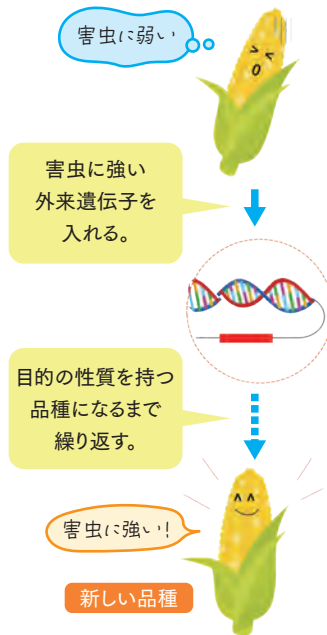 害虫に弱い
害虫に強い
外来遺伝子を
入れる。
目的の性質を持つ
品種になるまで
繰り返す。
害虫に強い!
新しい品種